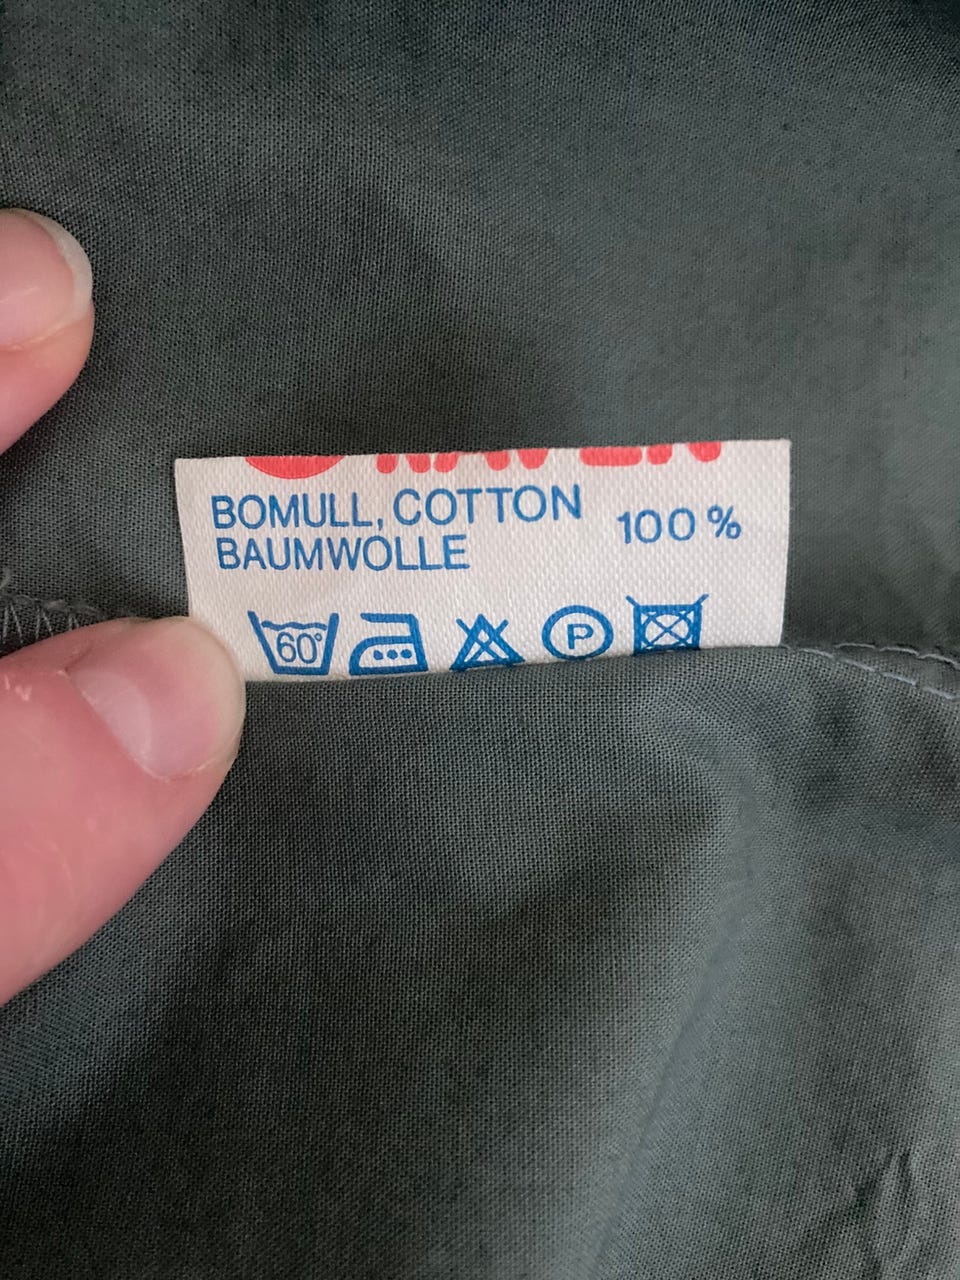 BOMULL, COTTON 100%
BAUMWOLLE
60°
P